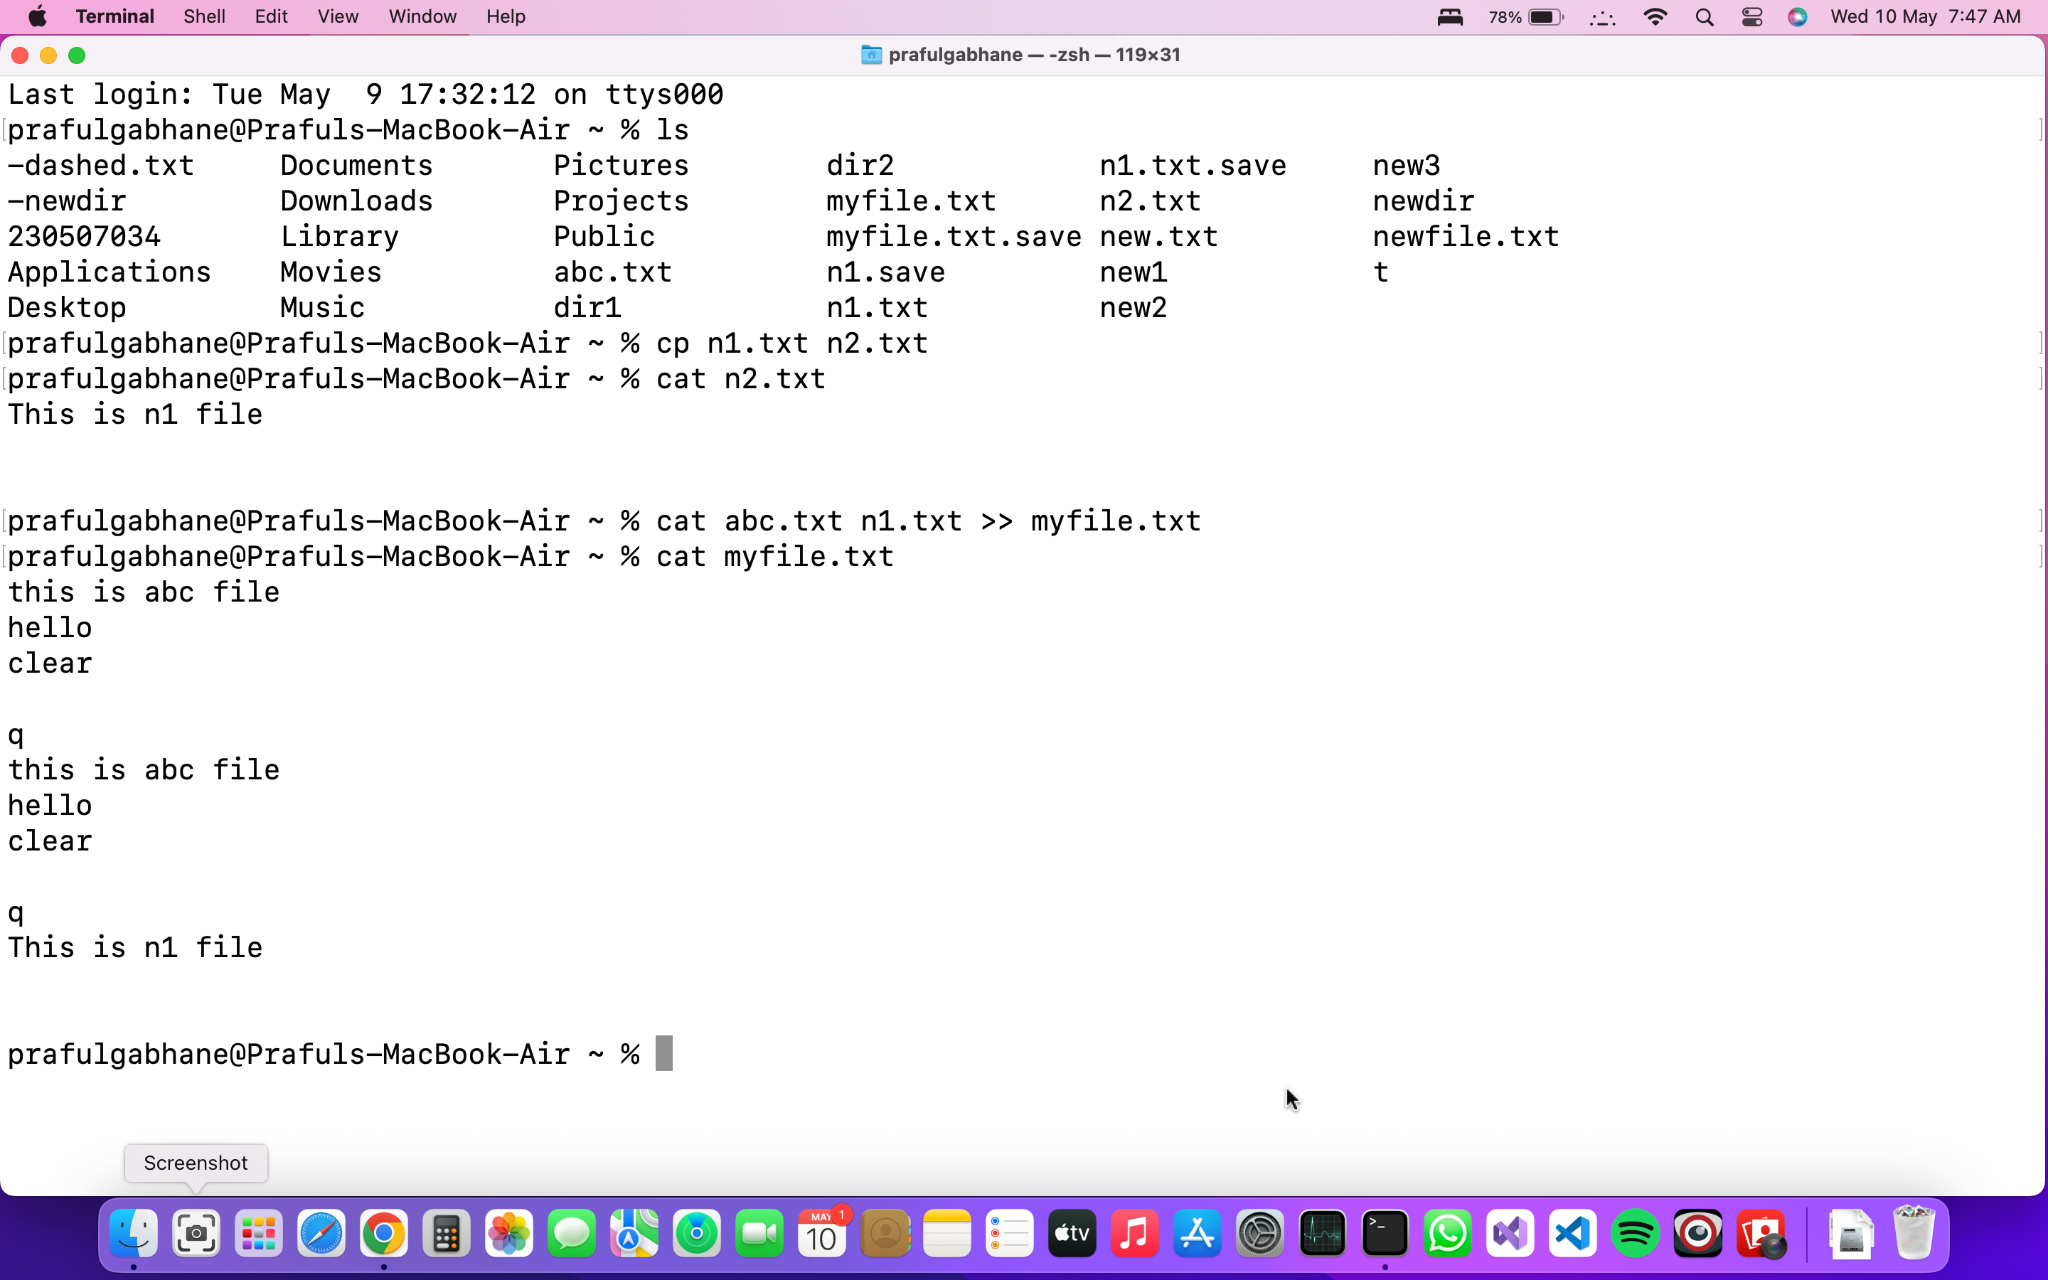 Terminal Shell Edit View Window Help 78% Wed 10 May 7:47 AM
prafulgabhane — -zsh — 119×31
Last login: Tue May  9 17:32:12 on ttys000
prafulgabhane@Prafuls-MacBook-Air ~ % ls
-dashed.txt Documents Pictures dir2 n1.txt.save new3
-newdir Downloads Projects myfile.txt n2.txt newdir
230507034 Library Public myfile.txt.save new.txt newfile.txt
Applications Movies abc.txt n1.save new1 t
Desktop Music dir1 n1.txt new2
prafulgabhane@Prafuls-MacBook-Air ~ % cp n1.txt n2.txt
prafulgabhane@Prafuls-MacBook-Air ~ % cat n2.txt
This is n1 file
prafulgabhane@Prafuls-MacBook-Air ~ % cat abc.txt n1.txt >> myfile.txt
prafulgabhane@Prafuls-MacBook-Air ~ % cat myfile.txt
this is abc file
hello
clear
q
this is abc file
hello
clear
q
This is n1 file
prafulgabhane@Prafuls-MacBook-Air ~ %
Screenshot
MAY 1
10
tv
>_